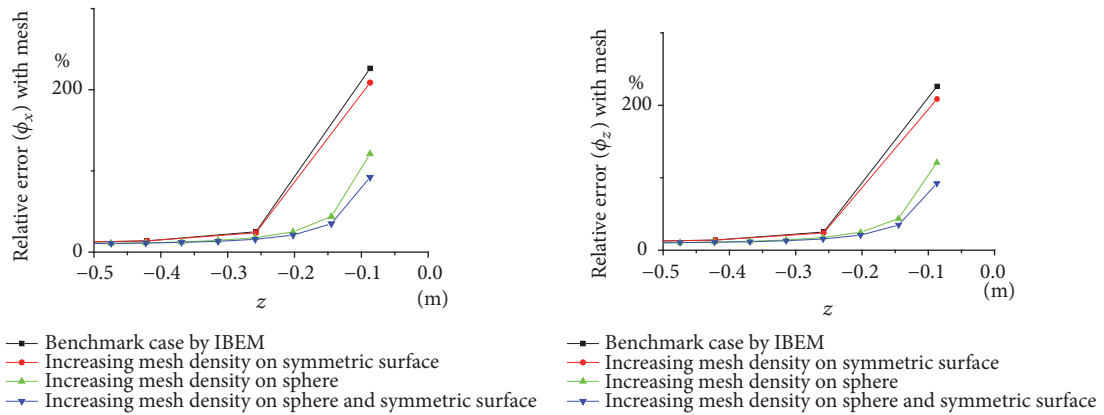 Relative error (ϕx) with mesh
%
200
0
−0.5 −0.4 −0.3 −0.2 −0.1 0.0
(m)
z
Benchmark case by IBEM
Increasing mesh density on symmetric surface
Increasing mesh density on sphere
Increasing mesh density on sphere and symmetric surface
Relative error (ϕz) with mesh
%
200
0
−0.5 −0.4 −0.3 −0.2 −0.1 0.0
(m)
z
Benchmark case by IBEM
Increasing mesh density on symmetric surface
Increasing mesh density on sphere
Increasing mesh density on sphere and symmetric surface